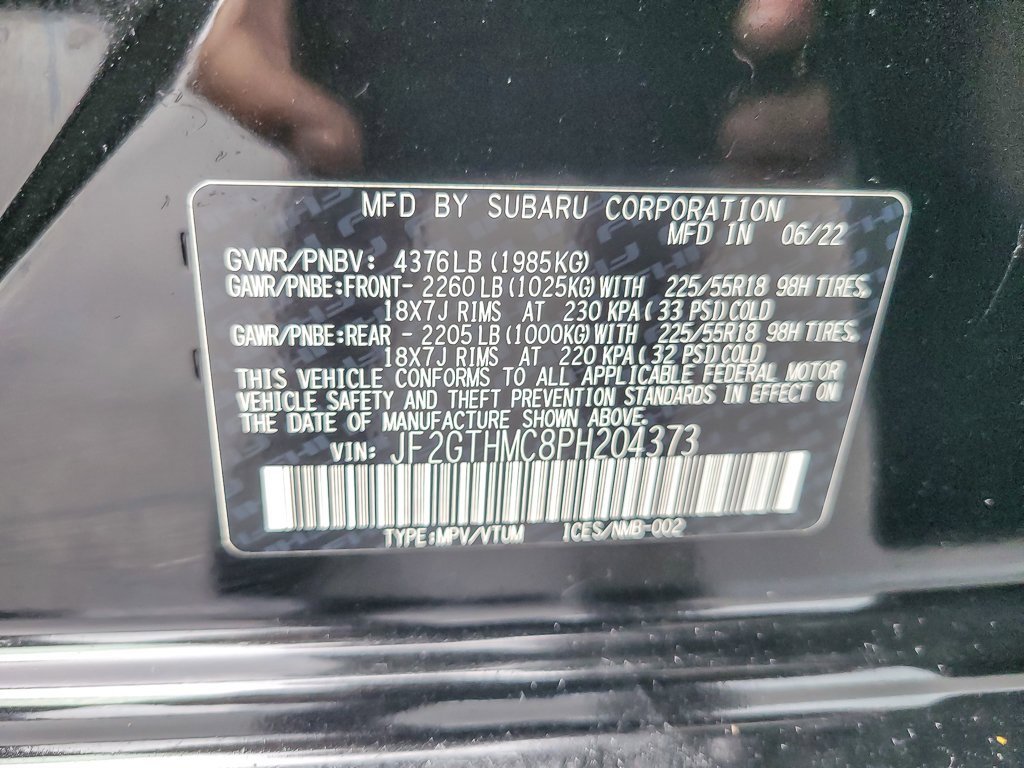 MFD BY SUBARU CORPORATION
MFD IN 06/22
GVWR/PNBV: 4376LB (1985KG)
GAWR/PNBE:FRONT- 2260 LB (1025KG) WITH 225/55R18 98H TIRES,
18X7J RIMS AT 230 KPA ( 33 PSI) COLD
GAWR/PNBE:REAR - 2205 LB (1000KG) WITH 225/55R18 98H TIRES,
18X7J RIMS AT 220 KPA ( 32 PSI) COLD
THIS VEHICLE CONFORMS TO ALL APPLICABLE FEDERAL MOTOR
VEHICLE SAFETY AND THEFT PREVENTION STANDARDS IN EFFECT ON
THE DATE OF MANUFACTURE SHOWN ABOVE.
VIN: JF2GTHMC8PH204373
TYPE:MPV/VTUM ICES/NMB-002